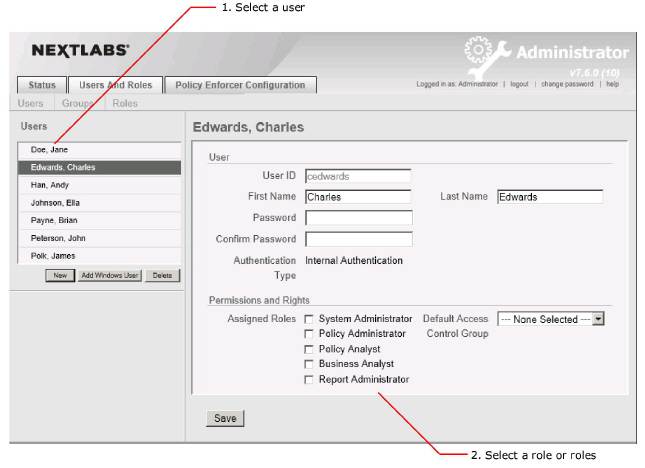 1. Select a user
NEXTLABS®
Administrator
v7.6.0 (10)
Status Users And Roles Policy Enforcer Configuration
Logged in as: Administrator | logout | change password | help
Users Groups Roles
Users
Doe, Jane
Edwards, Charles
Han, Andy
Johnson, Ella
Payne, Brian
Peterson, John
Polk, James
New Add Windows User Delete
Edwards, Charles
User
User ID cedwards
First Name Charles Last Name Edwards
Password
Confirm Password
Authentication Type Internal Authentication
Permissions and Rights
Assigned Roles System Administrator Default Access Control Group --- None Selected ---
Policy Administrator
Policy Analyst
Business Analyst
Report Administrator
Save
2. Select a role or roles